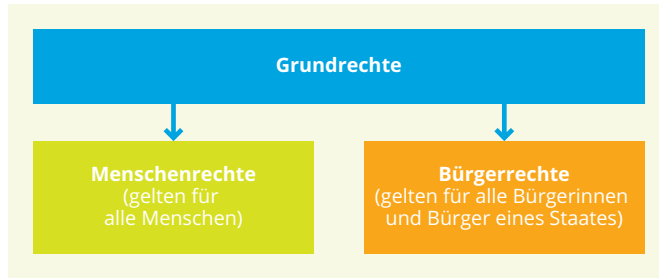 Grundrechte
Menschenrechte
(gelten für
alle Menschen)
Bürgerrechte
(gelten für alle Bürgerinnen
und Bürger eines Staates)